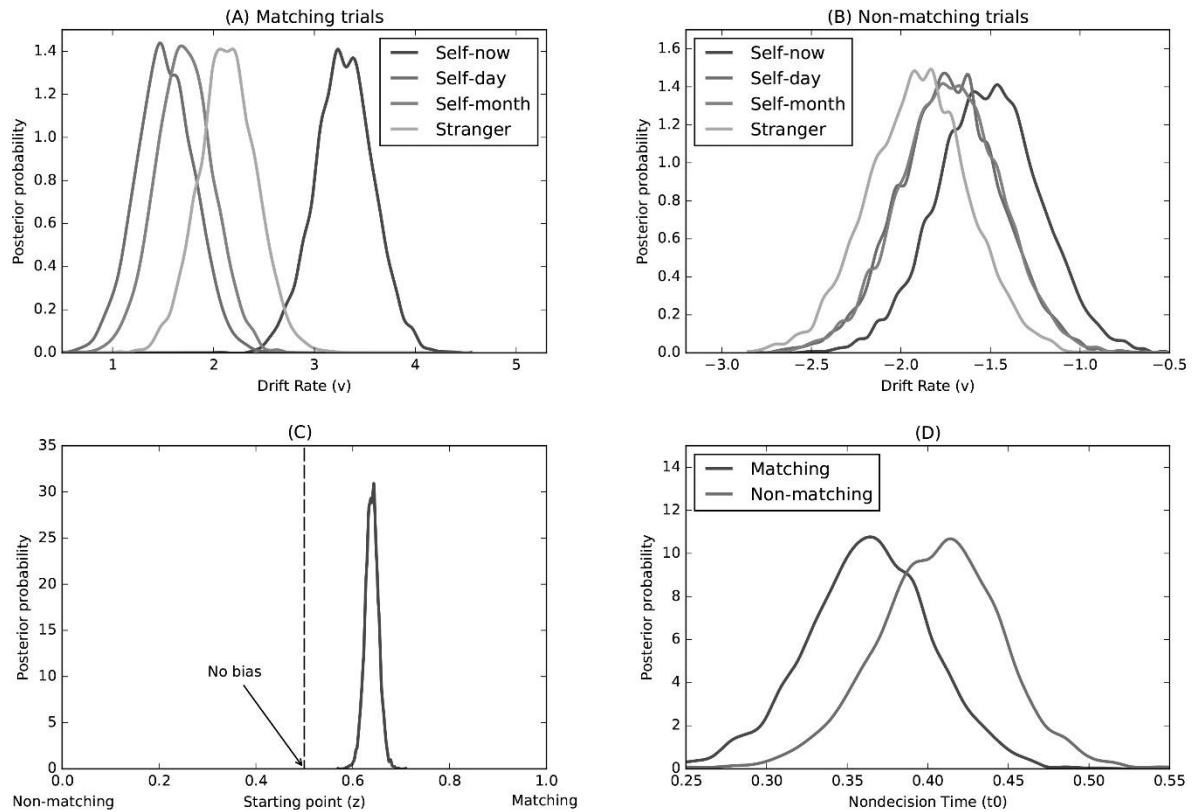 (A) Matching trials
Posterior probability
1.4
1.2
1.0
0.8
0.6
0.4
0.2
0.0
Self-now
Self-day
Self-month
Stranger
1 2 3 4 5
Drift Rate (v)
(B) Non-matching trials
Posterior probability
1.6
1.4
1.2
1.0
0.8
0.6
0.4
0.2
0.0
Self-now
Self-day
Self-month
Stranger
−3.0 −2.5 −2.0 −1.5 −1.0 −0.5
Drift Rate (v)
(C)
Posterior probability
35
30
25
20
15
10
5
0
No bias
0.0 0.2 0.4 0.6 0.8 1.0
Non-matching Starting point (z) Matching
(D)
Posterior probability
14
12
10
8
6
4
2
0
Matching
Non-matching
0.25 0.30 0.35 0.40 0.45 0.50 0.55
Nondecision Time (t0)